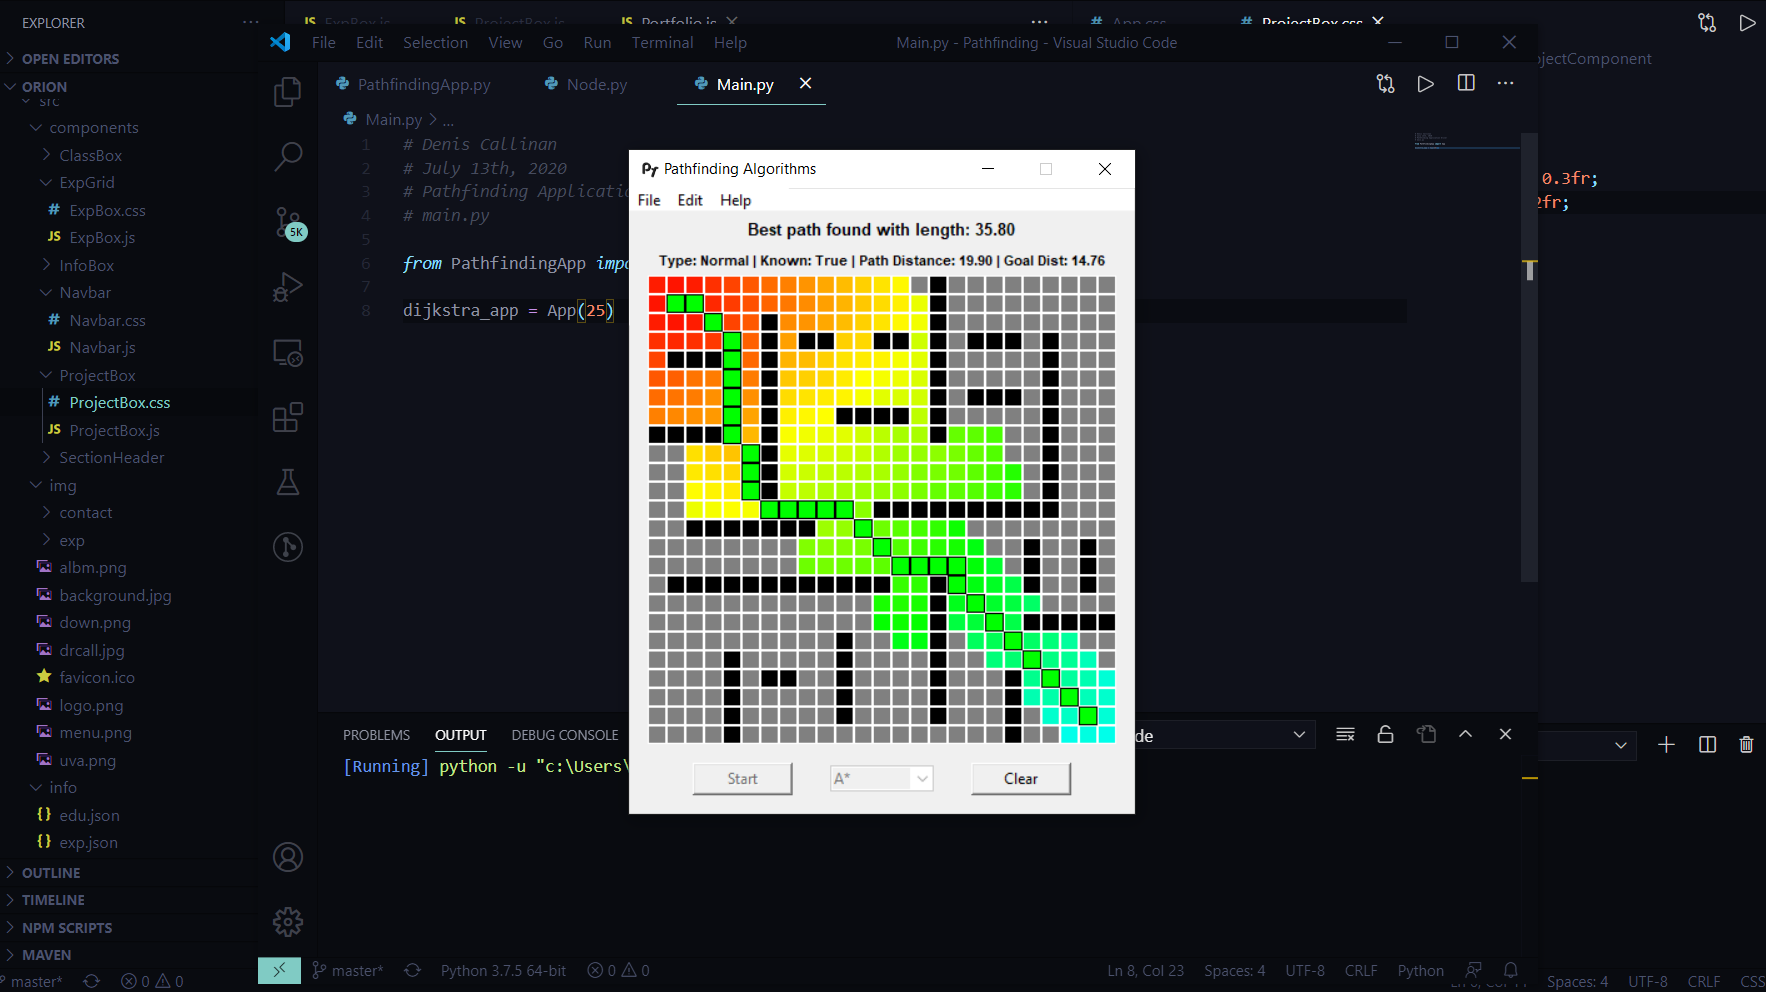 EXPLORER
ExpBox.js
ProjectBox.js
Portfolio.js
App.css
ProjectBox.css
OPEN EDITORS
File Edit Selection View Go Run Terminal Help
Main.py - Pathfinding - Visual Studio Code
ORION
src
components
ClassBox
ExpGrid
ExpBox.css
ExpBox.js
InfoBox
Navbar
Navbar.css
Navbar.js
ProjectBox
ProjectBox.css
ProjectBox.js
SectionHeader
img
contact
exp
albm.png
background.jpg
down.png
drcall.jpg
favicon.ico
logo.png
menu.png
uva.png
info
edu.json
exp.json
OUTLINE
TIMELINE
NPM SCRIPTS
MAVEN
master* 0 0
5K
PathfindingApp.py
Node.py
Main.py
Main.py > ...
1 # Denis Callinan
2 # July 13th, 2020
3 # Pathfinding Applicatio
4 # main.py
5
6 from PathfindingApp impo
7
8 dijkstra_app = App(25)
jectComponent
0.3fr;
2fr;
Pathfinding Algorithms
File Edit Help
Best path found with length: 35.80
Type: Normal | Known: True | Path Distance: 19.90 | Goal Dist: 14.76
Start
A*
Clear
PROBLEMS OUTPUT DEBUG CONSOLE
de
[Running] python -u "c:\Users\
master* Python 3.7.5 64-bit 0 0
Ln 8, Col 23 Spaces: 4 UTF-8 CRLF Python
Spaces: 4 UTF-8 CRLF CSS